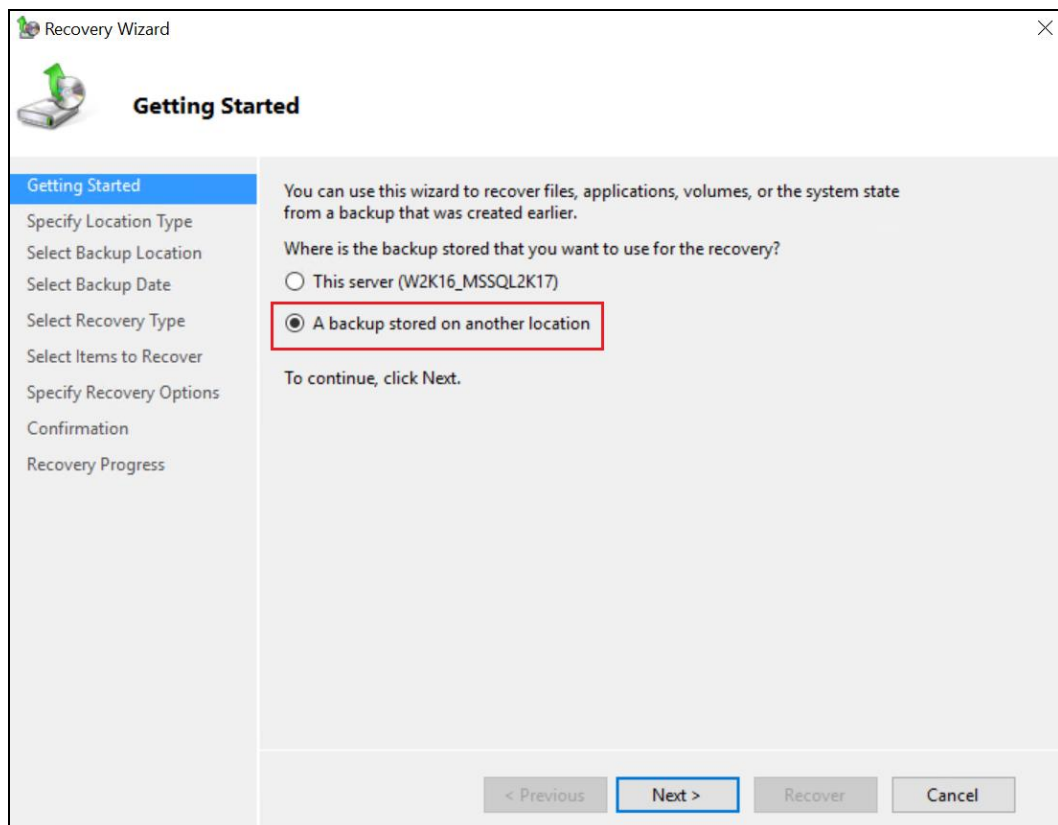 Recovery Wizard
Getting Started
Getting Started
Specify Location Type
Select Backup Location
Select Backup Date
Select Recovery Type
Select Items to Recover
Specify Recovery Options
Confirmation
Recovery Progress
You can use this wizard to recover files, applications, volumes, or the system state
from a backup that was created earlier.
Where is the backup stored that you want to use for the recovery?
This server (W2K16_MSSQL2K17)
A backup stored on another location
To continue, click Next.
< Previous
Next >
Recover
Cancel